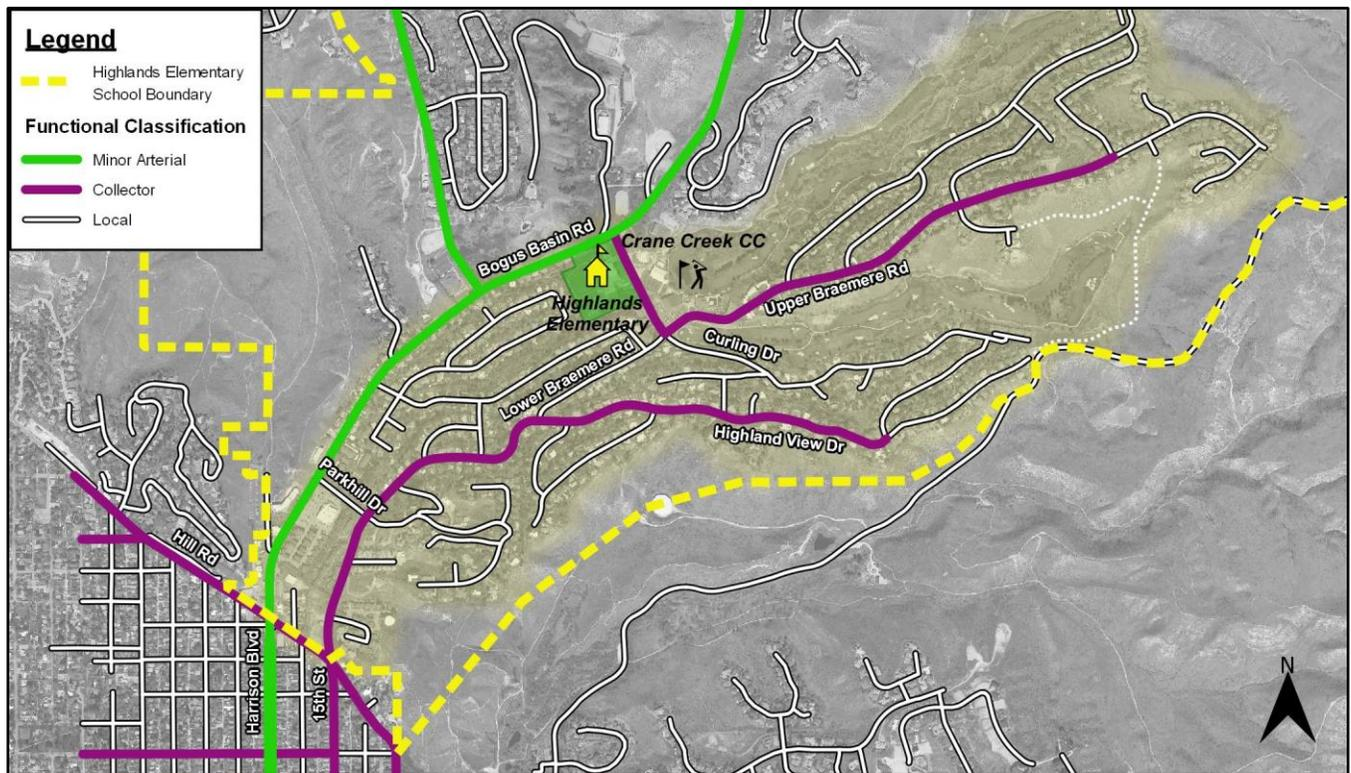 Legend
Highlands Elementary
School Boundary
Functional Classification
Minor Arterial
Collector
Local
Bogus Basin Rd
Crane Creek CC
Highlands
Elementary
Upper Braemere Rd
Curling Dr
Lower Braemere Rd
Highland View Dr
Parkhill Dr
Hill Rd
Harrison Blvd
15th St
N